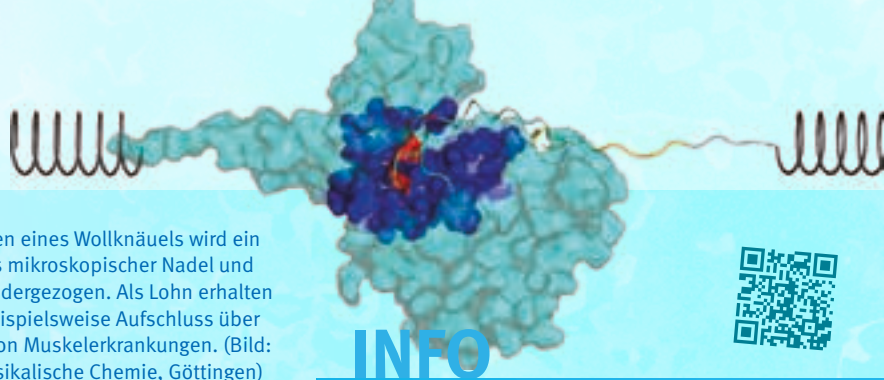 en eines Wollknäuels wird ein
mikroskopischer Nadel und
dergezogen. Als Lohn erhalten
ispielsweise Aufschluss über
on Muskelerkrankungen. (Bild:
sikalische Chemie, Göttingen)
INFO